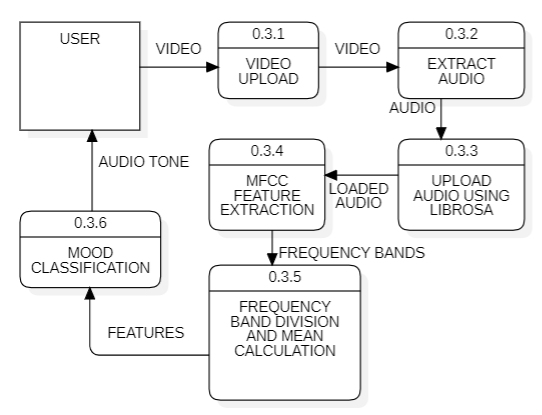 USER
VIDEO
0.3.1
VIDEO
UPLOAD
VIDEO
0.3.2
EXTRACT
AUDIO
AUDIO
0.3.3
UPLOAD
AUDIO USING
LIBROSA
LOADED
AUDIO
0.3.4
MFCC
FEATURE
EXTRACTION
FREQUENCY BANDS
0.3.5
FREQUENCY
BAND DIVISION
AND MEAN
CALCULATION
FEATURES
0.3.6
MOOD
CLASSIFICATION
AUDIO TONE